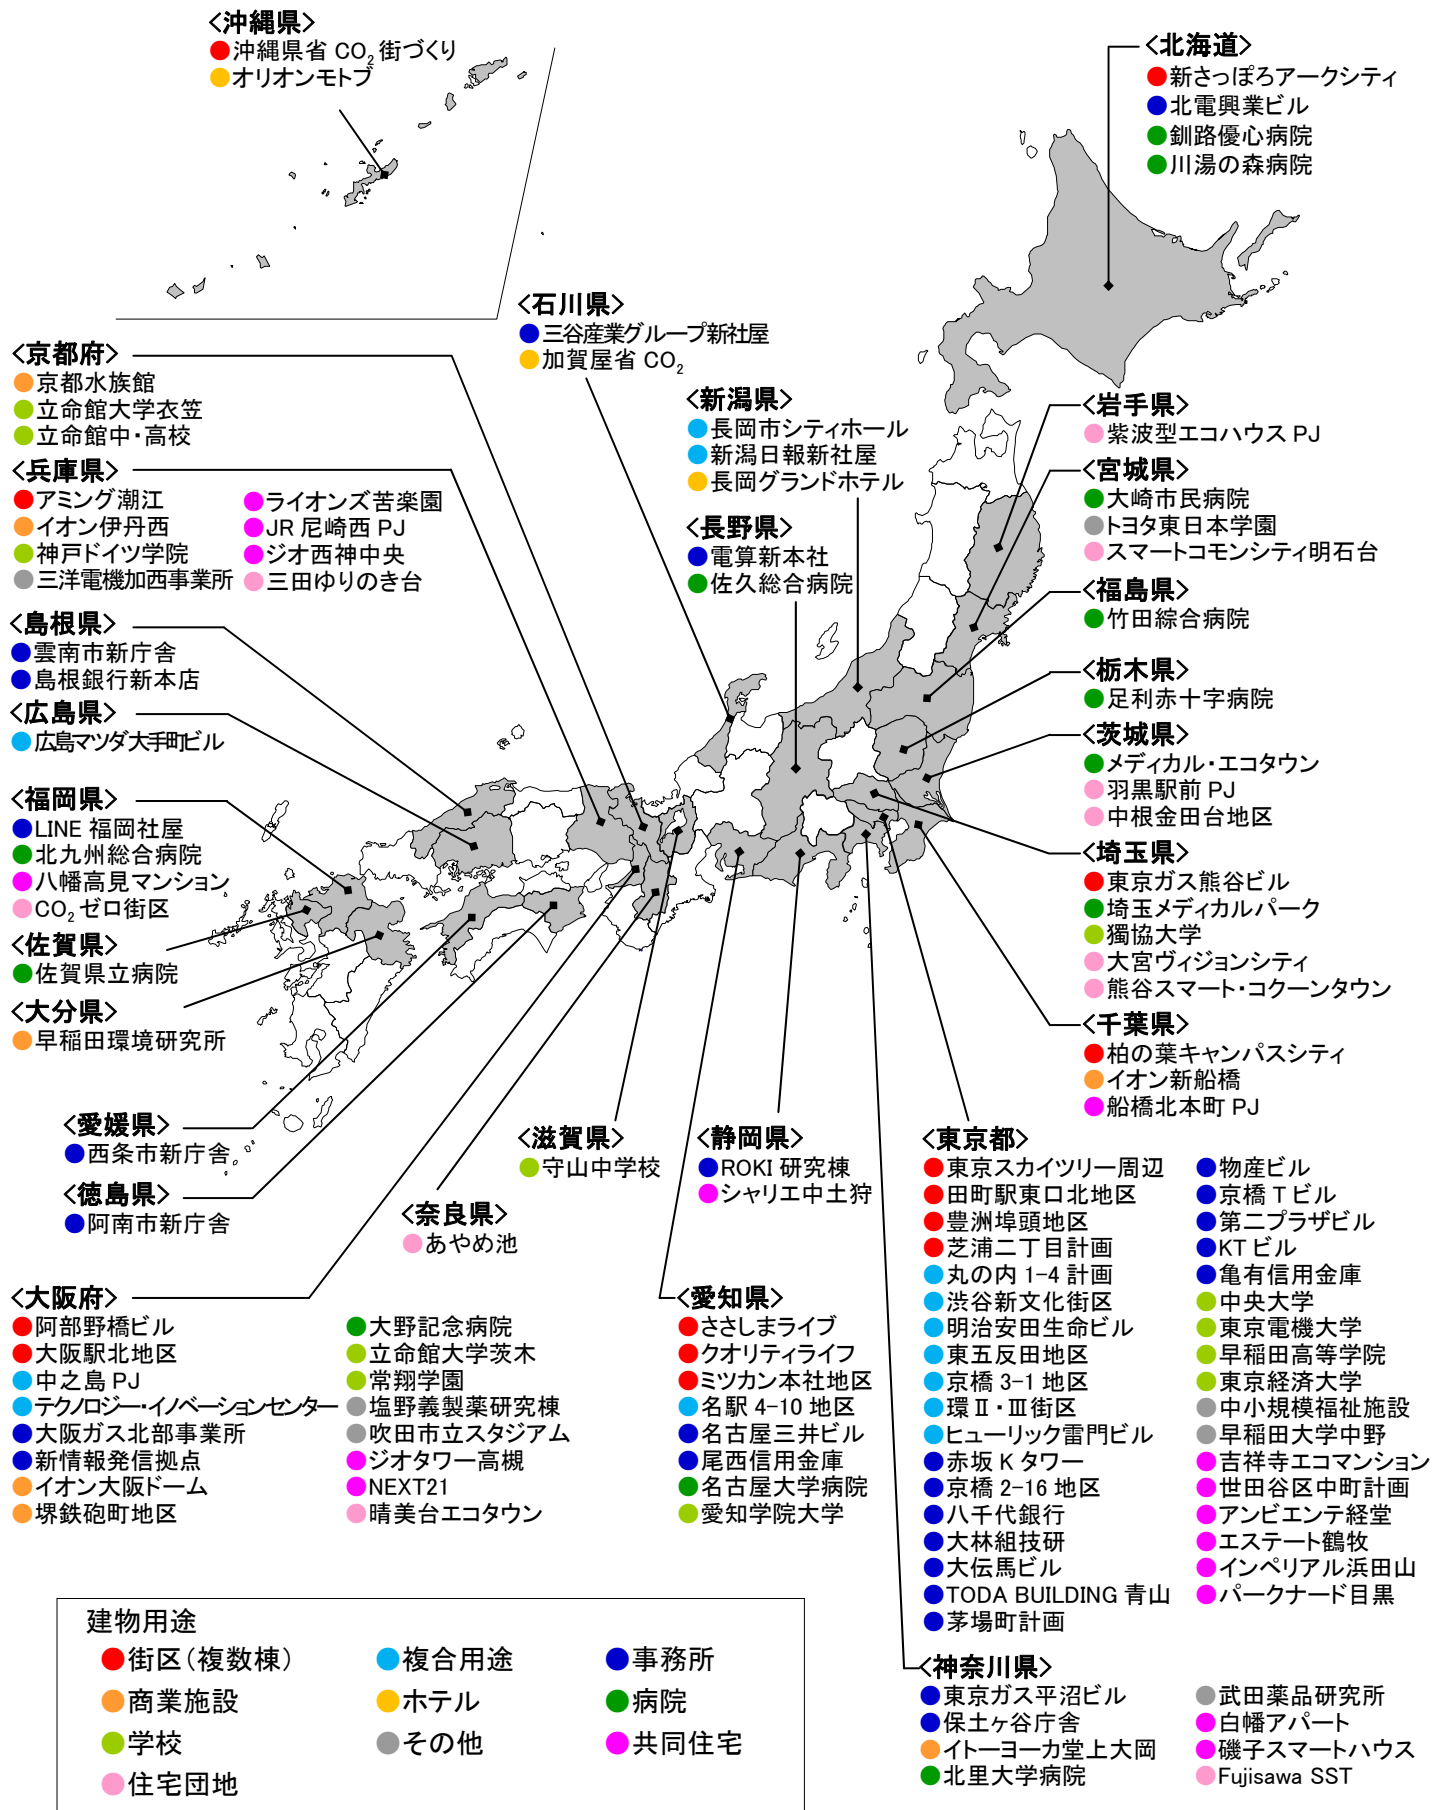 <沖縄県>
沖縄県省 CO2 街づくり
オリオンモトブ
<北海道>
新さっぽろアークシティ
北電興業ビル
釧路優心病院
川湯の森病院
<石川県>
三谷産業グループ新社屋
加賀屋省 CO2
<京都府>
京都水族館
立命館大学衣笠
立命館中・高校
<新潟県>
長岡市シティホール
新潟日報新社屋
長岡グランドホテル
<岩手県>
紫波型エコハウス PJ
<兵庫県>
アミング潮江
イオン伊丹西
神戸ドイツ学院
三洋電機加西事業所
ライオンズ苦楽園
JR 尼崎西 PJ
ジオ西神中央
三田ゆりのき台
<長野県>
電算新本社
佐久総合病院
<宮城県>
大崎市民病院
トヨタ東日本学園
スマートコモンシティ明石台
<福島県>
竹田綜合病院
<島根県>
雲南市新庁舎
島根銀行新本店
<栃木県>
足利赤十字病院
<広島県>
広島マツダ大手町ビル
<茨城県>
メディカル・エコタウン
羽黒駅前 PJ
中根金田台地区
<福岡県>
LINE 福岡社屋
北九州総合病院
八幡高見マンション
CO2 ゼロ街区
<埼玉県>
東京ガス熊谷ビル
埼玉メディカルパーク
獨協大学
大宮ヴィジョンシティ
熊谷スマート・コクーンタウン
<佐賀県>
佐賀県立病院
<大分県>
早稲田環境研究所
<千葉県>
柏の葉キャンパスシティ
イオン新船橋
船橋北本町 PJ
<愛媛県>
西条市新庁舎
<徳島県>
阿南市新庁舎
<奈良県>
あやめ池
<滋賀県>
守山中学校
<静岡県>
ROKI 研究棟
シャリエ中土狩
<東京都>
東京スカイツリー周辺
田町駅東口北地区
豊洲埠頭地区
芝浦二丁目計画
丸の内 1-4 計画
渋谷新文化街区
明治安田生命ビル
東五反田地区
京橋 3-1 地区
環Ⅱ・Ⅲ街区
ヒューリック雷門ビル
赤坂 K タワー
京橋 2-16 地区
八千代銀行
大林組技研
大伝馬ビル
TODA BUILDING 青山
茅場町計画
物産ビル
京橋 T ビル
第二プラザビル
KT ビル
亀有信用金庫
中央大学
東京電機大学
早稲田高等学院
東京経済大学
中小規模福祉施設
早稲田大学中野
吉祥寺エコマンション
世田谷区中町計画
アンビエンテ経堂
エステート鶴牧
インペリアル浜田山
パークナード目黒
<大阪府>
阿部野橋ビル
大阪駅北地区
中之島 PJ
テクノロジー・イノベーションセンター
大阪ガス北部事業所
新情報発信拠点
イオン大阪ドーム
堺鉄砲町地区
大野記念病院
立命館大学茨木
常翔学園
塩野義製薬研究棟
吹田市立スタジアム
ジオタワー高槻
NEXT21
晴美台エコタウン
<愛知県>
ささしまライブ
クオリティライフ
ミツカン本社地区
名駅 4-10 地区
名古屋三井ビル
尾西信用金庫
名古屋大学病院
愛知学院大学
<神奈川県>
東京ガス平沼ビル
保土ヶ谷庁舎
イトーヨーカ堂上大岡
北里大学病院
武田薬品研究所
白幡アパート
磯子スマートハウス
Fujisawa SST
建物用途
街区(複数棟)
複合用途
事務所
商業施設
ホテル
病院
学校
その他
共同住宅
住宅団地